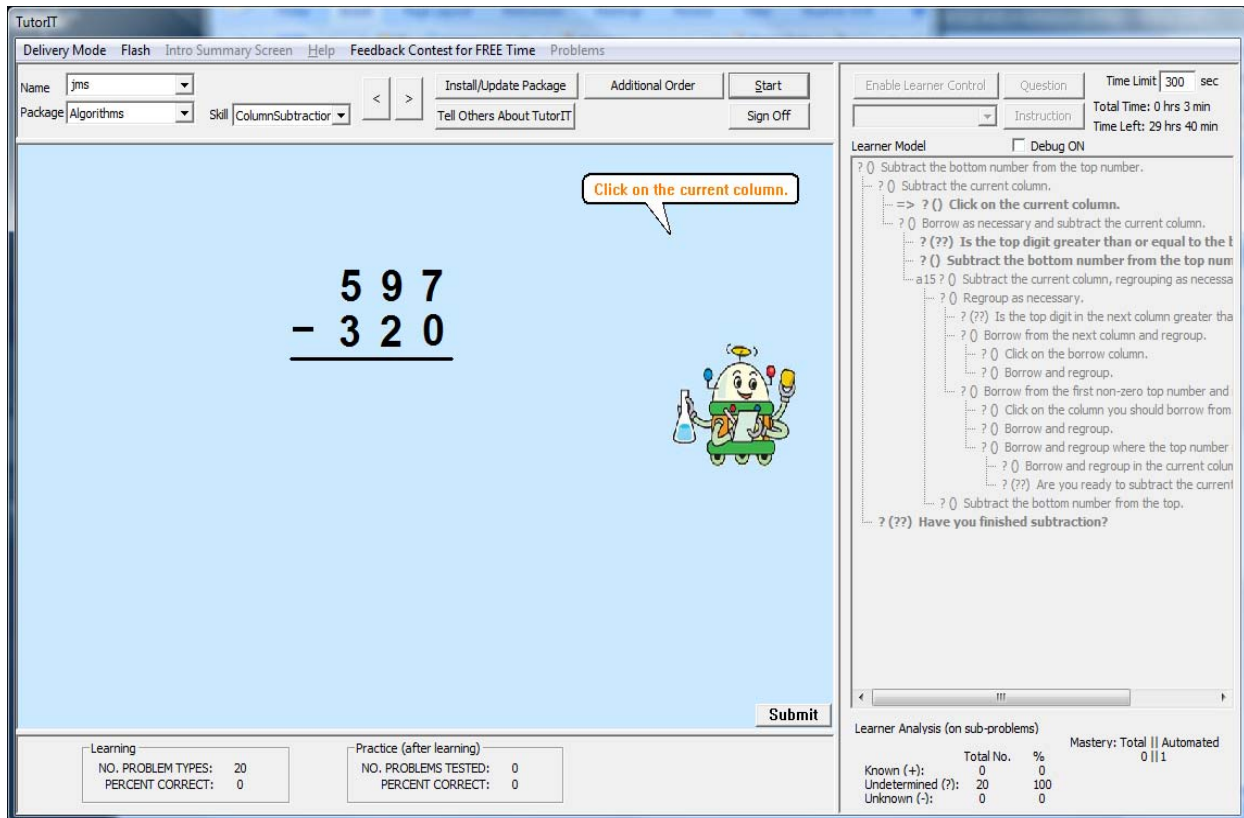 TutorIT
Delivery Mode Flash Intro Summary Screen Help Feedback Contest for FREE Time Problems
Name jms
< >
Install/Update Package Additional Order Start
Package Algorithms Skill ColumnSubtraction
Tell Others About TutorIT Sign Off
Enable Learner Control Question Time Limit 300 sec
Instruction Total Time: 0 hrs 3 min
Time Left: 29 hrs 40 min
Learner Model Debug ON
Click on the current column.
5 9 7
- 3 2 0
Submit
? () Subtract the bottom number from the top number.
? () Subtract the current column.
=> ? () Click on the current column.
? () Borrow as necessary and subtract the current column.
? (??) Is the top digit greater than or equal to the
? () Subtract the bottom number from the top num
a15 ? () Subtract the current column, regrouping as necessa
? () Regroup as necessary.
? (??) Is the top digit in the next column greater tha
? () Borrow from the next column and regroup.
? () Click on the borrow column.
? () Borrow and regroup.
? () Borrow from the first non-zero top number and
? () Click on the column you should borrow from
? () Borrow and regroup.
? () Borrow and regroup where the top number
? () Borrow and regroup in the current colum
? (??) Are you ready to subtract the current
? () Subtract the bottom number from the top.
? (??) Have you finished subtraction?
Learning
NO. PROBLEM TYPES: 20
PERCENT CORRECT: 0
Practice (after learning)
NO. PROBLEMS TESTED: 0
PERCENT CORRECT: 0
Learner Analysis (on sub-problems)
Mastery: Total || Automated
Total No. % 0 || 1
Known (+): 0 0
Undetermined (?): 20 100
Unknown (-): 0 0